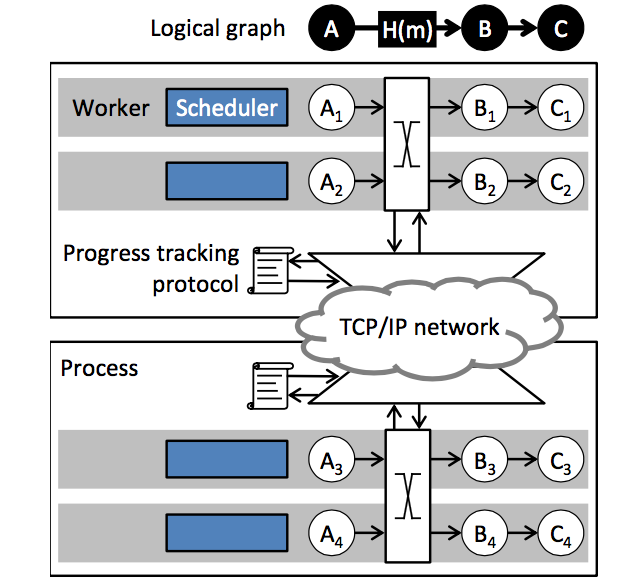 Logical graph A H(m) B C
Worker Scheduler A1 B1 C1
A2 B2 C2
Progress tracking
protocol
TCP/IP network
Process
A3 B3 C3
A4 B4 C4